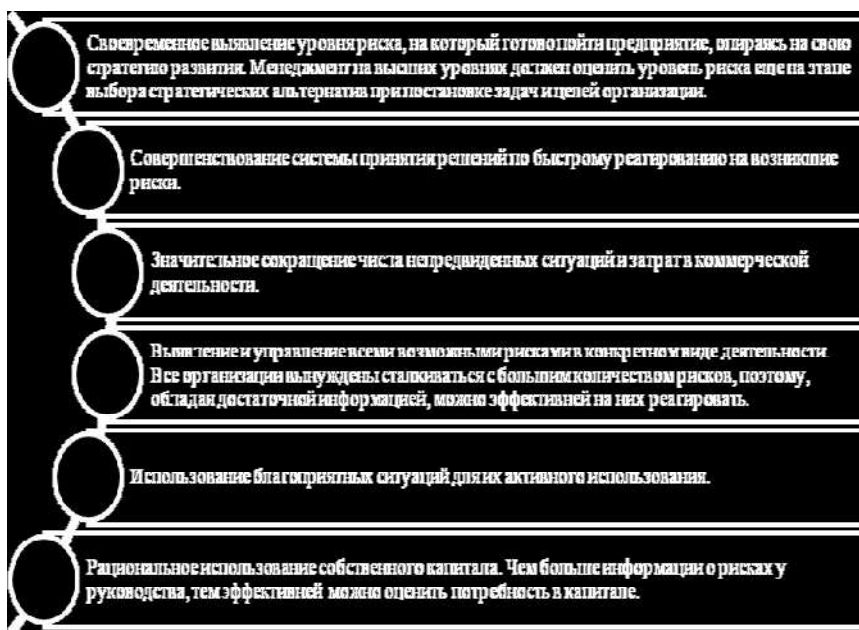 Своевременное выявление уровня риска, на который готово пойти предприятие, опираясь на свою
стратегию развития. Менеджмент на высших уровнях должен оценить уровень риска еще на этапе
выбора стратегических альтернатив при постановке задач и целей организации.
Совершенствование системы принятия решений по быстрому реагированию на возникшие
риски.
Значительное сокращение числа непредвиденных ситуаций и затрат в коммерческой
деятельности.
Выявление и управление всеми возможными рисками в конкретном виде деятельности.
Все организации вынуждены сталкиваться с большим количеством рисков, поэтому,
обладая достаточной информацией, можно эффективней на них реагировать.
Использование благоприятных ситуаций для их активного использования.
Рациональное использование собственного капитала. Чем больше информации о рисках у
руководства, тем эффективней можно оценить потребность в капитале.